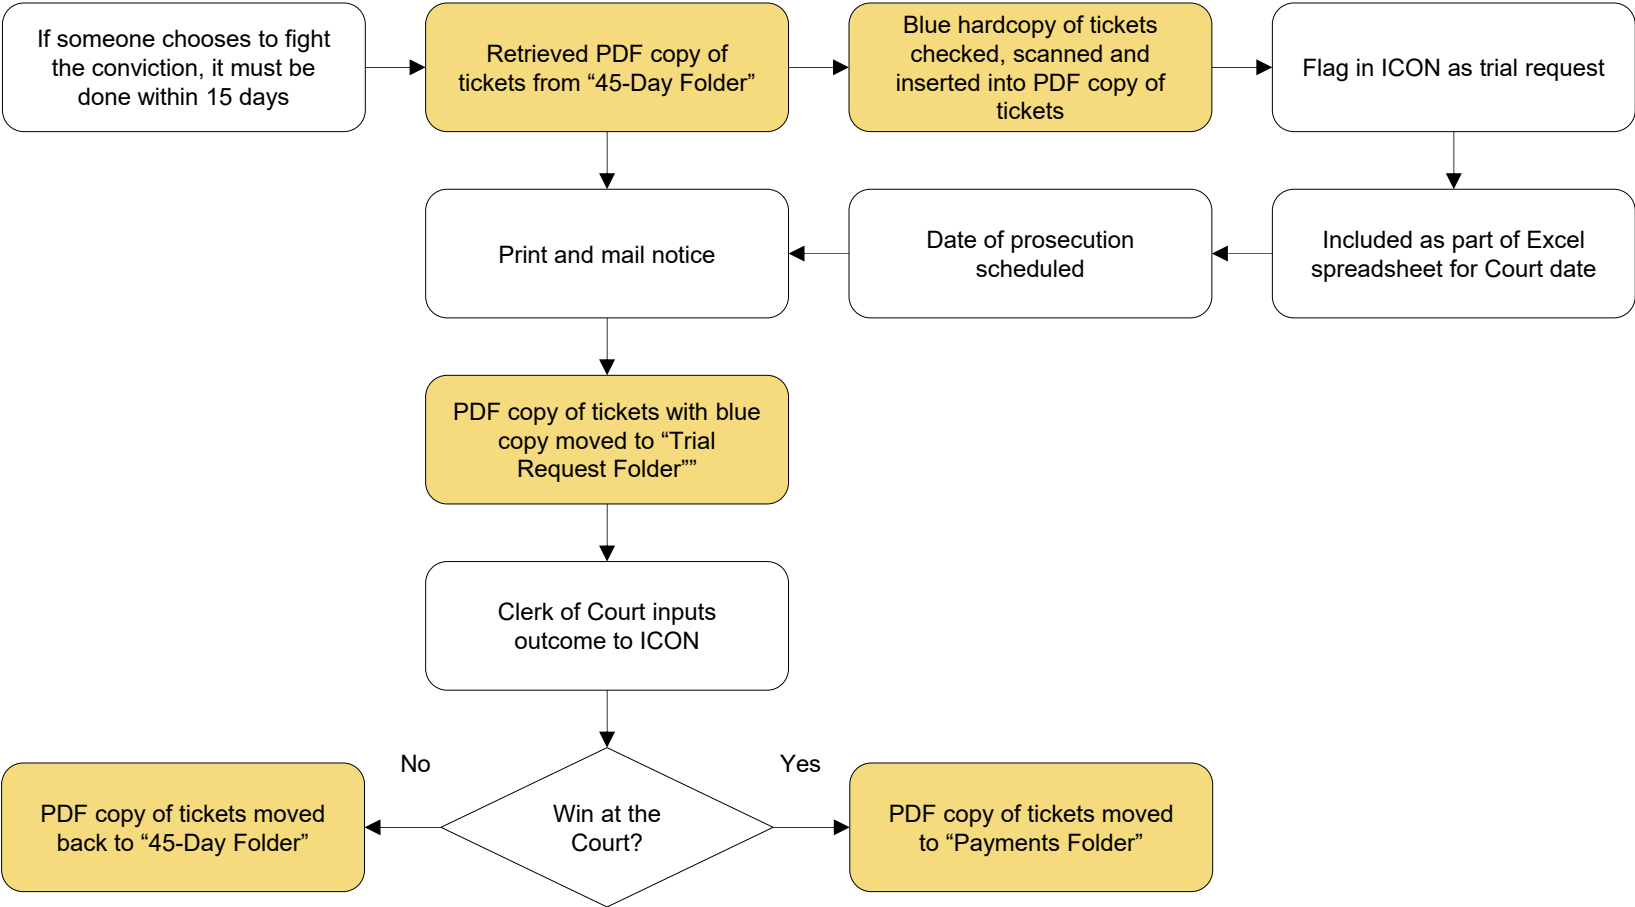 If someone chooses to fight
the conviction, it must be
done within 15 days
Retrieved PDF copy of
tickets from “45-Day Folder”
Blue hardcopy of tickets
checked, scanned and
inserted into PDF copy of
tickets
Flag in ICON as trial request
Print and mail notice
Date of prosecution
scheduled
Included as part of Excel
spreadsheet for Court date
PDF copy of tickets with blue
copy moved to “Trial
Request Folder””
Clerk of Court inputs
outcome to ICON
No
Yes
PDF copy of tickets moved
back to “45-Day Folder”
Win at the
Court?
PDF copy of tickets moved
to “Payments Folder”